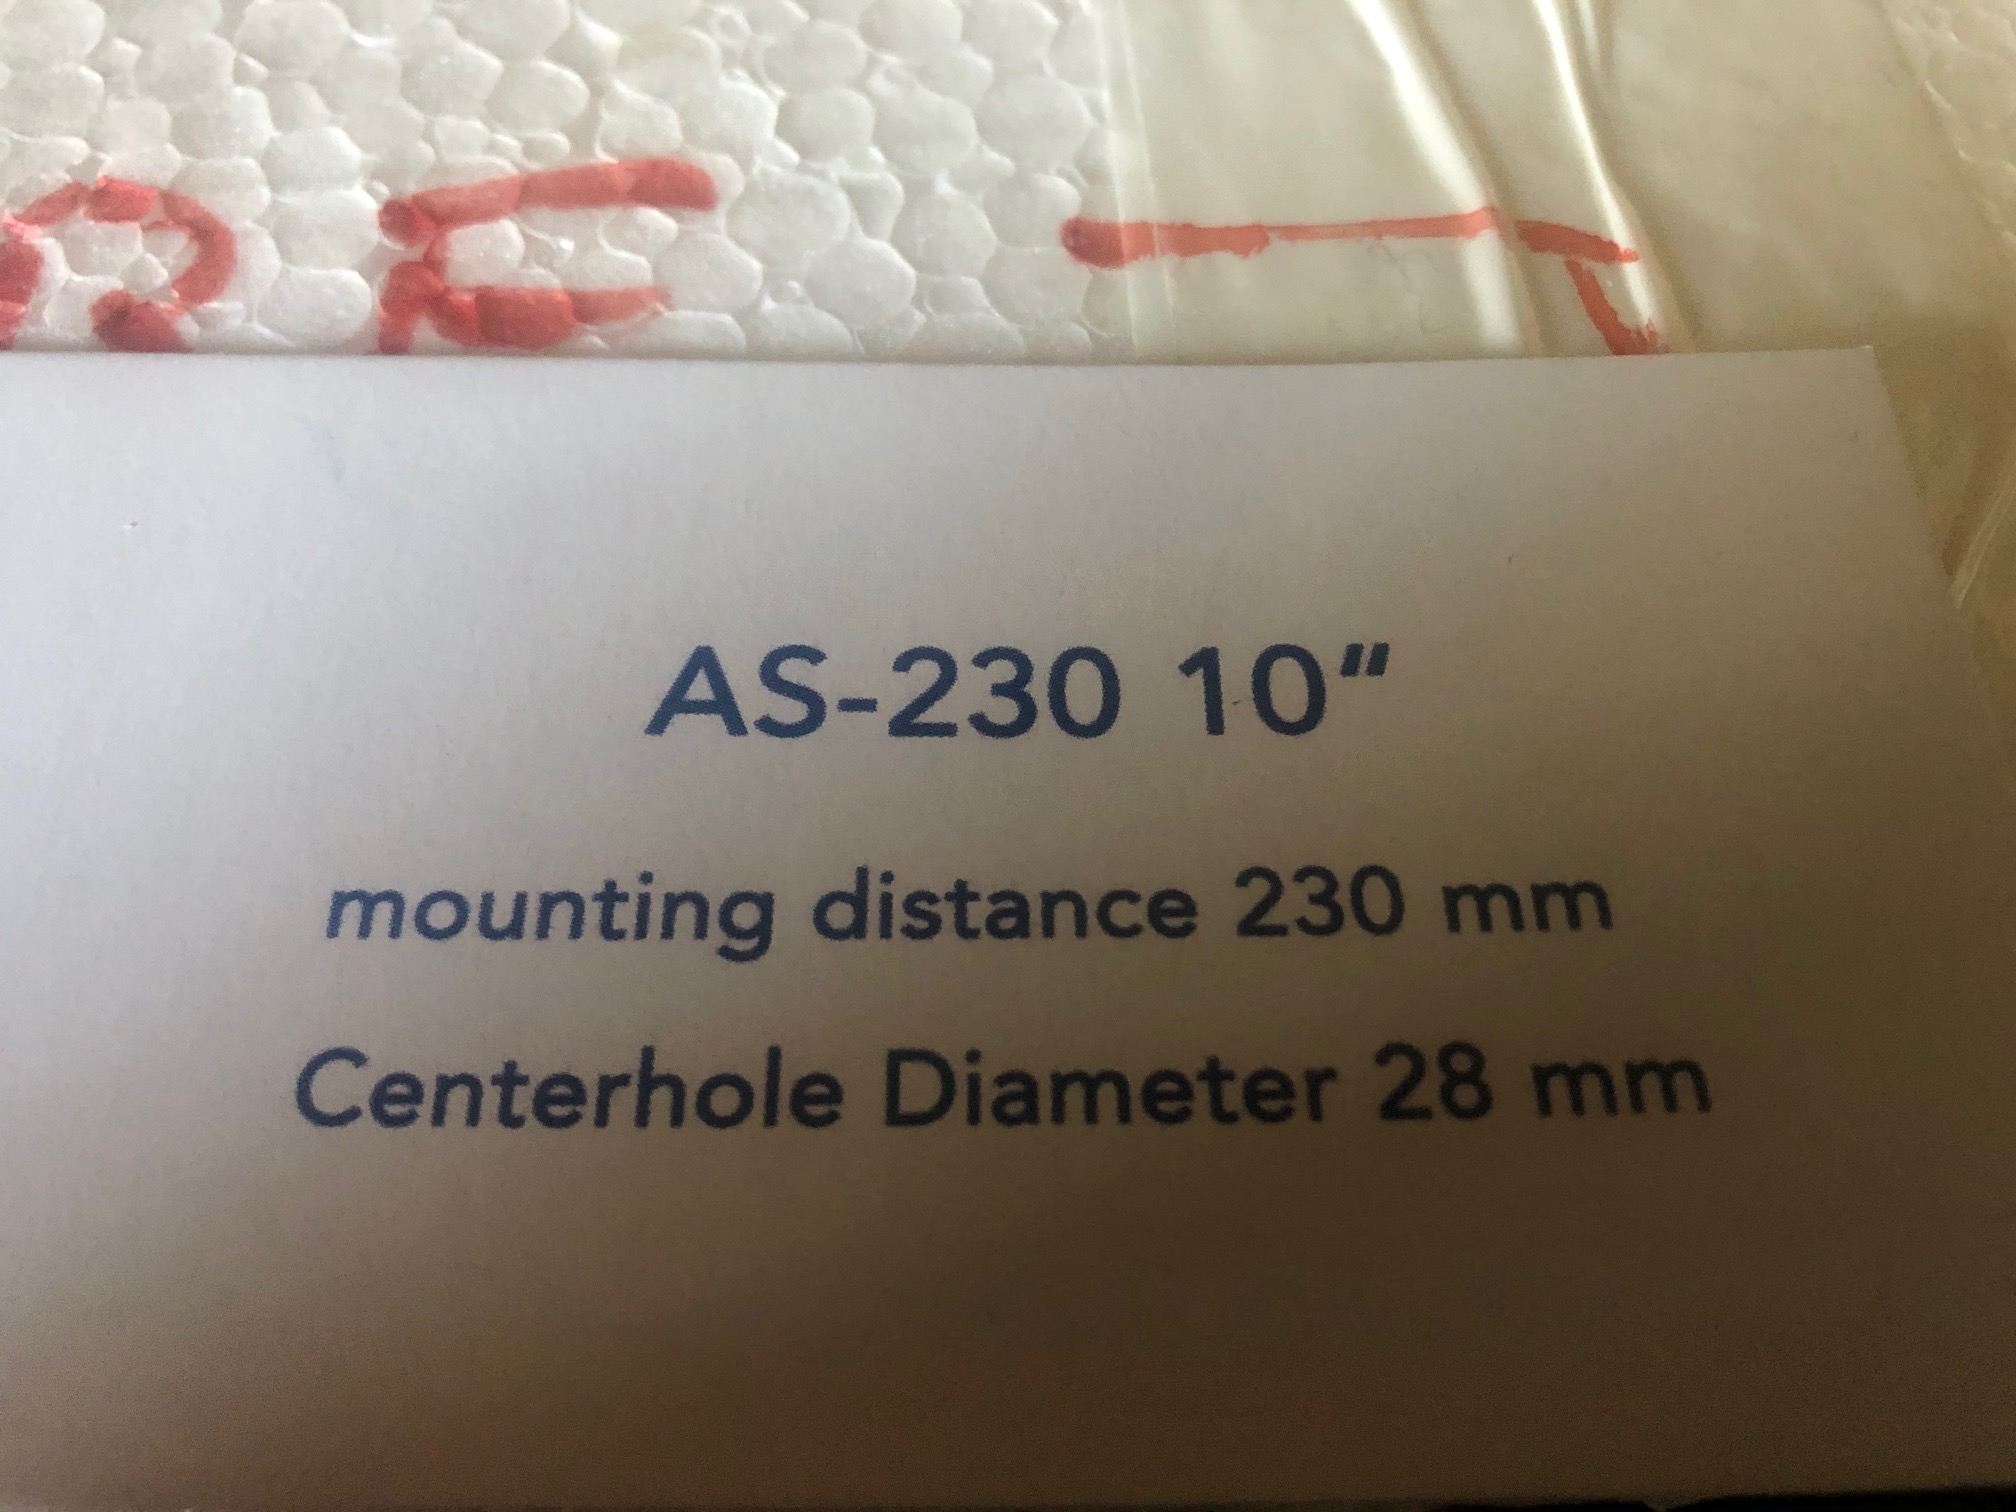 AS-230 10"
mounting distance 230 mm
Centerhole Diameter 28 mm